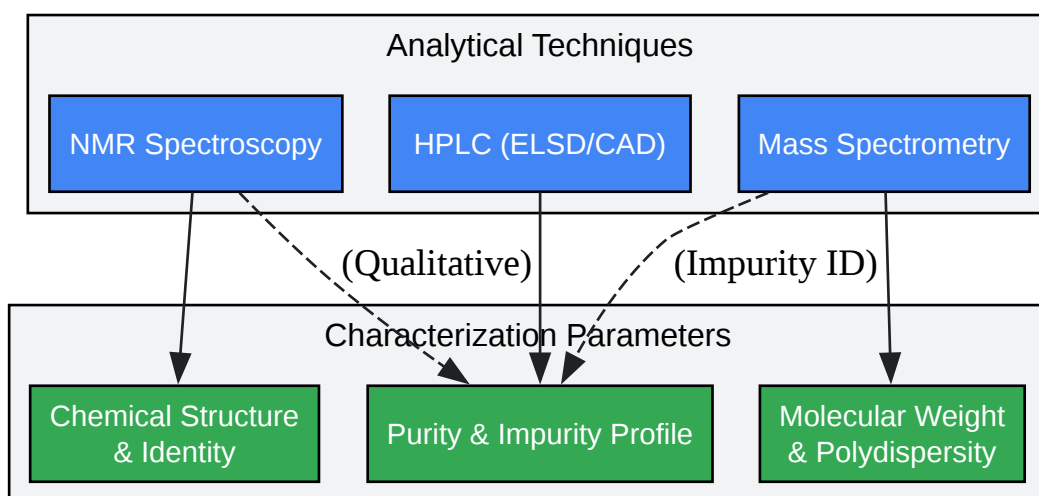 Analytical Techniques
NMR Spectroscopy
HPLC (ELSD/CAD)
Mass Spectrometry
(Qualitative)
(Impurity ID)
Characterization Parameters
Chemical Structure
& Identity
Purity & Impurity Profile
Molecular Weight
& Polydispersity